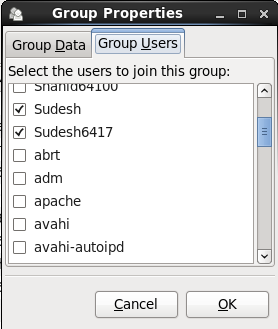 Group Properties
Group Data
Group Users
Select the users to join this group:
Shahid64100
Sudesh
Sudesh6417
abrt
adm
apache
avahi
avahi-autoipd
Cancel
OK